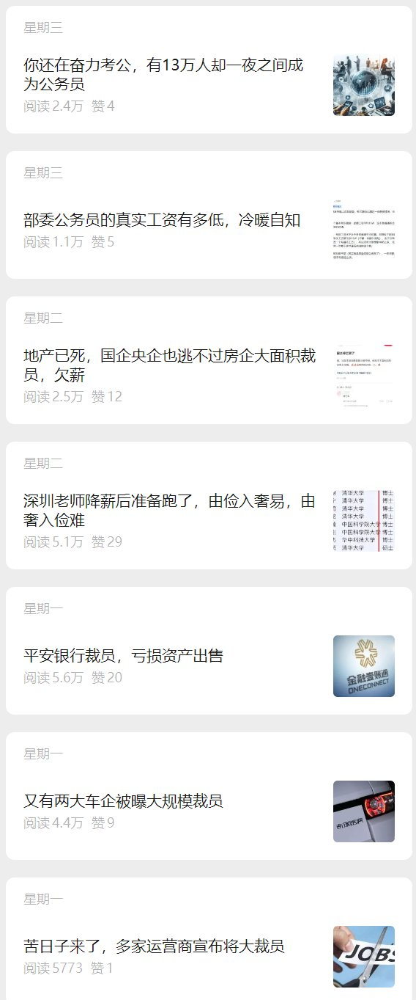 星期三
你还在奋力考公，有13万人却一夜之间成
为公务员
阅读 2.4万 赞 4
星期三
部委公务员的真实工资有多低，冷暖自知
阅读 1.1万 赞 5
星期二
地产已死，国企央企也逃不过房企大面积裁
员，欠薪
阅读 2.5万 赞 12
星期二
深圳老师降薪后准备跑了，由俭入奢易，由
奢入俭难
阅读 5.1万 赞 29
清华大学 博士
清华大学 博士
清华大学 博士
清华大学 博士
中国科学院大学 博士
中国科学院大学 博士
华中科技大学 博士
清华大学 硕士
星期一
平安银行裁员，亏损资产出售
阅读 5.6万 赞 20
金融壹账通
ONECONNECT
星期一
又有两大车企被曝大规模裁员
阅读 4.4万 赞 9
星期一
苦日子来了，多家运营商宣布将大裁员
阅读 5773 赞 1
JOBS